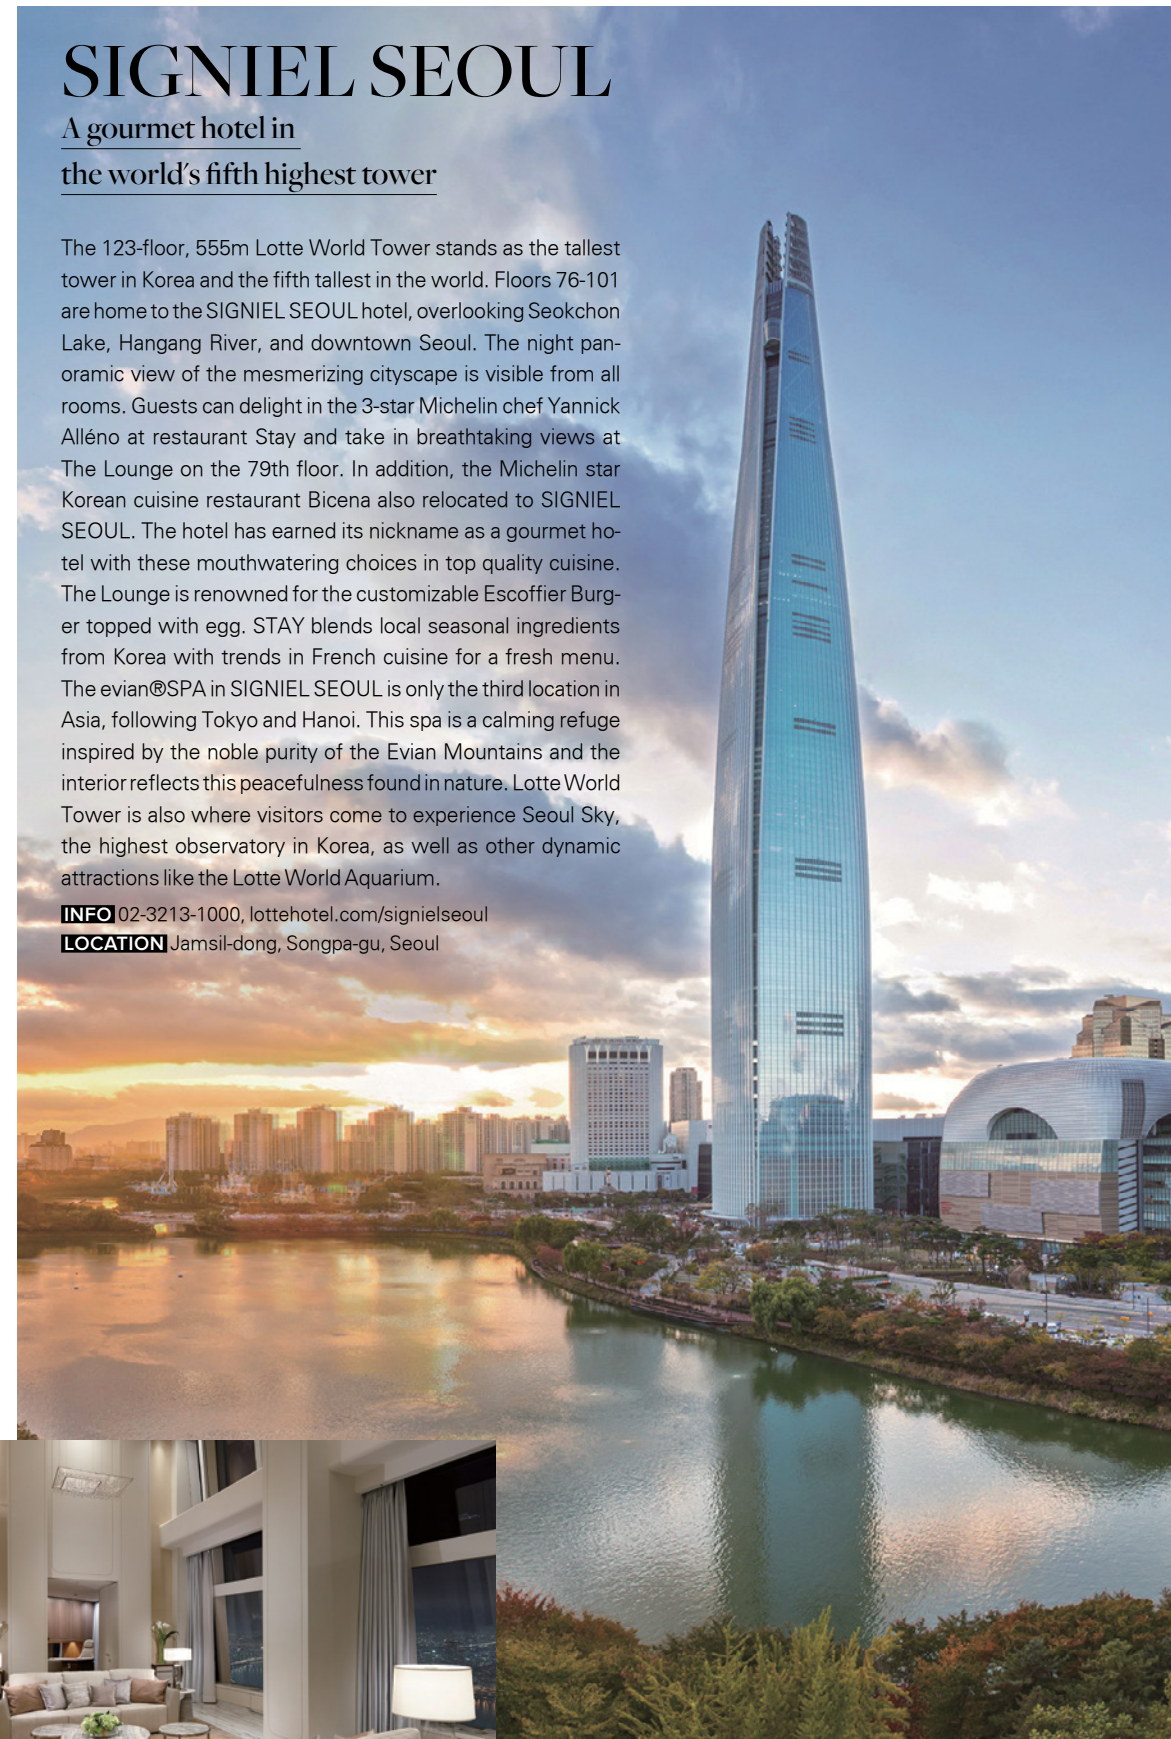 SIGNIEL SEOUL
A gourmet hotel in
the world's fifth highest tower
The 123-floor, 555m Lotte World Tower stands as the tallest
tower in Korea and the fifth tallest in the world. Floors 76-101
are home to the SIGNIEL SEOUL hotel, overlooking Seokchon
Lake, Hangang River, and downtown Seoul. The night pan-
oramic view of the mesmerizing cityscape is visible from all
rooms. Guests can delight in the 3-star Michelin chef Yannick
Alléno at restaurant Stay and take in breathtaking views at
The Lounge on the 79th floor. In addition, the Michelin star
Korean cuisine restaurant Bicena also relocated to SIGNIEL
SEOUL. The hotel has earned its nickname as a gourmet ho-
tel with these mouthwatering choices in top quality cuisine.
The Lounge is renowned for the customizable Escoffier Burg-
er topped with egg. STAY blends local seasonal ingredients
from Korea with trends in French cuisine for a fresh menu.
The evian®SPA in SIGNIEL SEOUL is only the third location in
Asia, following Tokyo and Hanoi. This spa is a calming refuge
inspired by the noble purity of the Evian Mountains and the
interior reflects this peacefulness found in nature. Lotte World
Tower is also where visitors come to experience Seoul Sky,
the highest observatory in Korea, as well as other dynamic
attractions like the Lotte World Aquarium.
INFO 02-3213-1000, lottehotel.com/signielseoul
LOCATION Jamsil-dong, Songpa-gu, Seoul